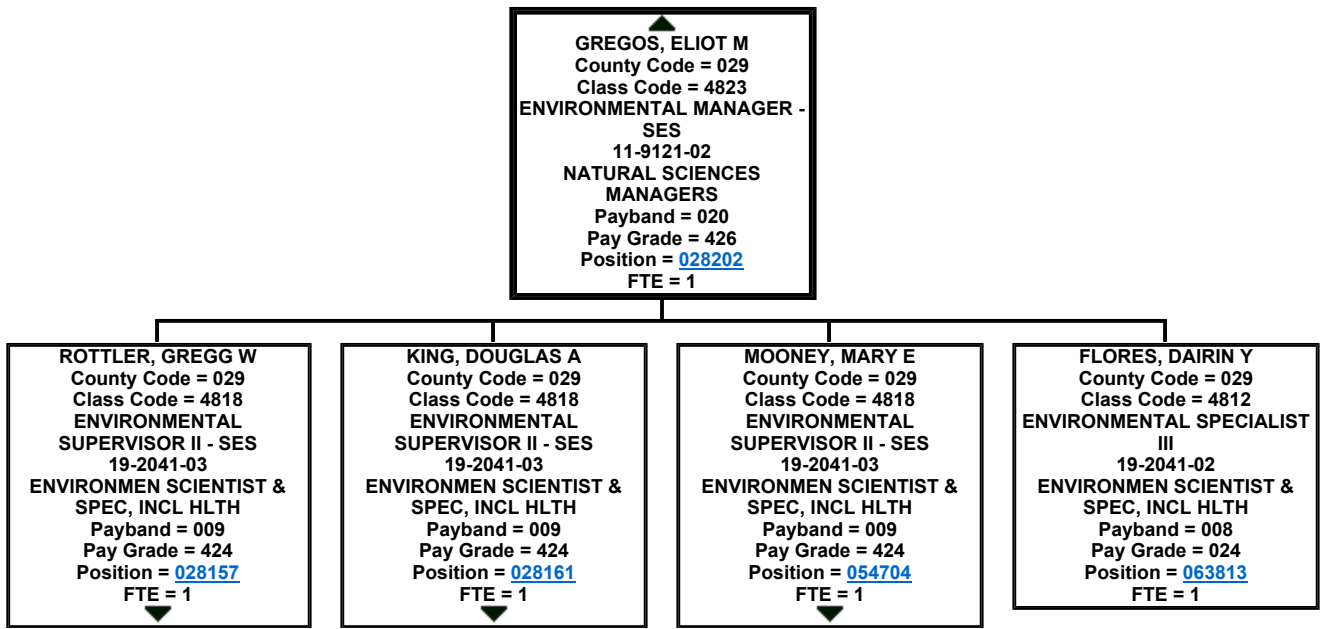 GREGOS, ELIOT M
County Code = 029
Class Code = 4823
ENVIRONMENTAL MANAGER -
SES
11-9121-02
NATURAL SCIENCES
MANAGERS
Payband = 020
Pay Grade = 426
Position = 028202
FTE = 1
ROTTLER, GREGG W
County Code = 029
Class Code = 4818
ENVIRONMENTAL
SUPERVISOR II - SES
19-2041-03
ENVIRONMEN SCIENTIST &
SPEC, INCL HLTH
Payband = 009
Pay Grade = 424
Position = 028157
FTE = 1
KING, DOUGLAS A
County Code = 029
Class Code = 4818
ENVIRONMENTAL
SUPERVISOR II - SES
19-2041-03
ENVIRONMEN SCIENTIST &
SPEC, INCL HLTH
Payband = 009
Pay Grade = 424
Position = 028161
FTE = 1
MOONEY, MARY E
County Code = 029
Class Code = 4818
ENVIRONMENTAL
SUPERVISOR II - SES
19-2041-03
ENVIRONMEN SCIENTIST &
SPEC, INCL HLTH
Payband = 009
Pay Grade = 424
Position = 054704
FTE = 1
FLORES, DAIRIN Y
County Code = 029
Class Code = 4812
ENVIRONMENTAL SPECIALIST
III
19-2041-02
ENVIRONMEN SCIENTIST &
SPEC, INCL HLTH
Payband = 008
Pay Grade = 024
Position = 063813
FTE = 1